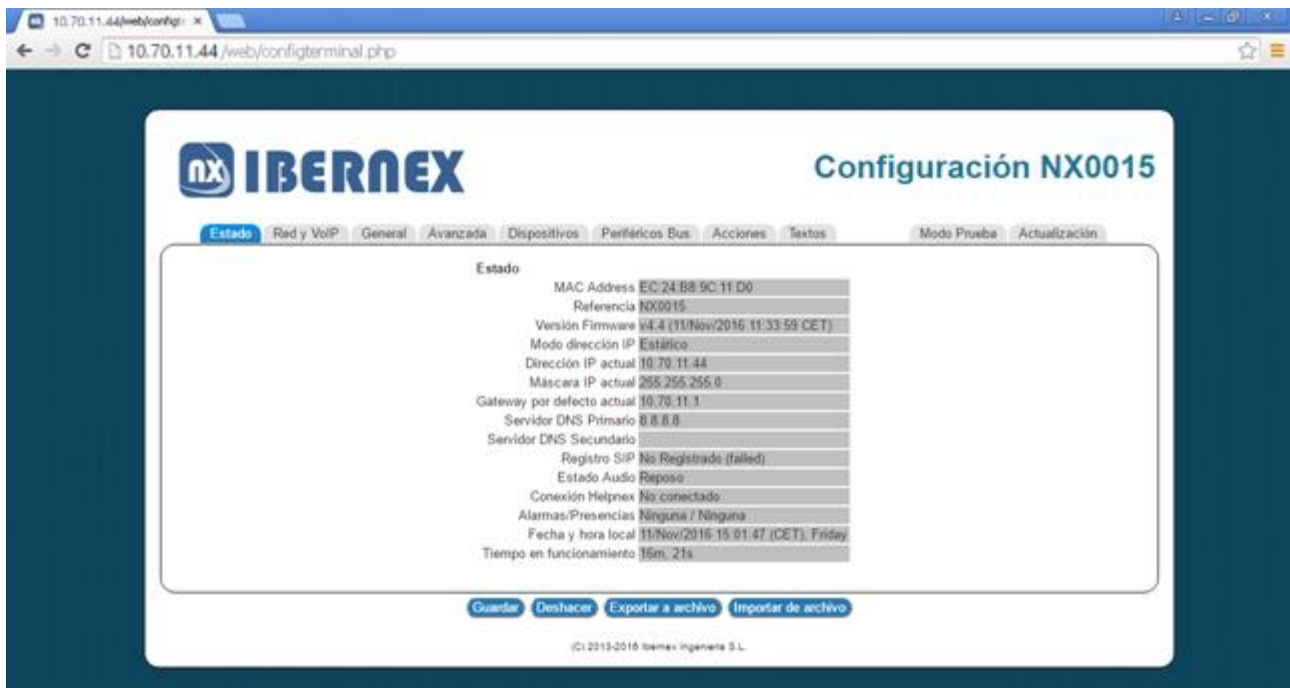 10.70.11.44/web/configt
10.70.11.44/web/configterminal.php
nx IBERNEX
Configuración NX0015
Estado Red y VoIP General Avanzada Dispositivos Periféricos Bus Acciones Textos Modo Prueba Actualización
Estado
MAC Address EC:24:B8:9C:11:D0
Referencia NX0015
Versión Firmware v4.4 (11/Nov/2016 11:33:59 CET)
Modo dirección IP Estático
Dirección IP actual 10.70.11.44
Máscara IP actual 255.255.255.0
Gateway por defecto actual 10.70.11.1
Servidor DNS Primario 8.8.8.8
Servidor DNS Secundario
Registro SIP No Registrado (failed)
Estado Audio Reposo
Conexión Helpnex No conectado
Alarmas/Presencias Ninguna / Ninguna
Fecha y hora local 11/Nov/2016 15:01:47 (CET), Friday
Tiempo en funcionamiento 16m, 21s
Guardar Deshacer Exportar a archivo Importar de archivo
(C) 2013-2016 Ibernex Ingeniería S.L.